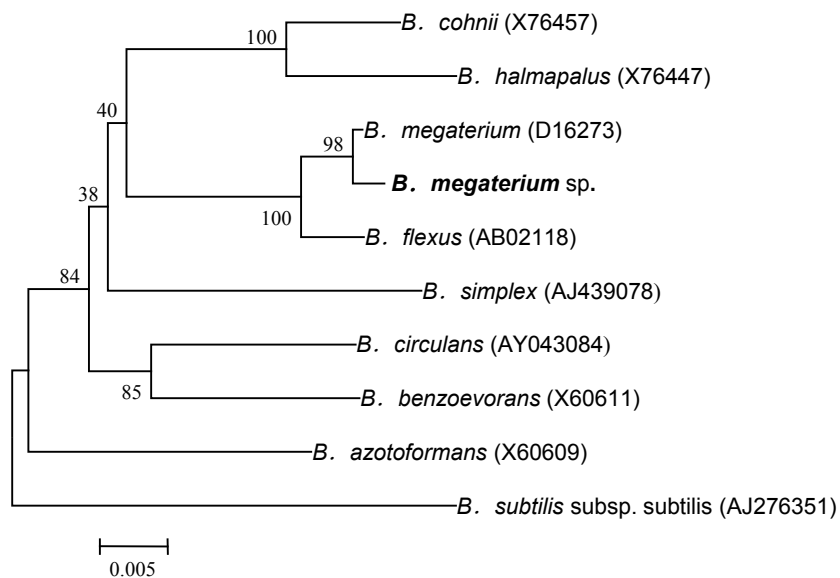 B. cohnii (X76457)
100
B. halmapalus (X76447)
40
B. megaterium (D16273)
98
B. megaterium sp.
38
100
B. flexus (AB02118)
84
B. simplex (AJ439078)
B. circulans (AY043084)
85
B. benzoevorans (X60611)
B. azotoformans (X60609)
B. subtilis subsp. subtilis (AJ276351)
0.005